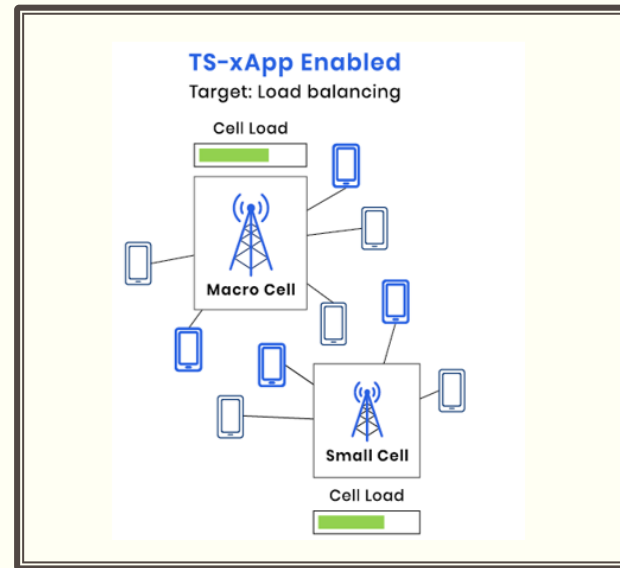 TS-xApp Enabled
Target: Load balancing
Cell Load
Macro Cell
Small Cell
Cell Load